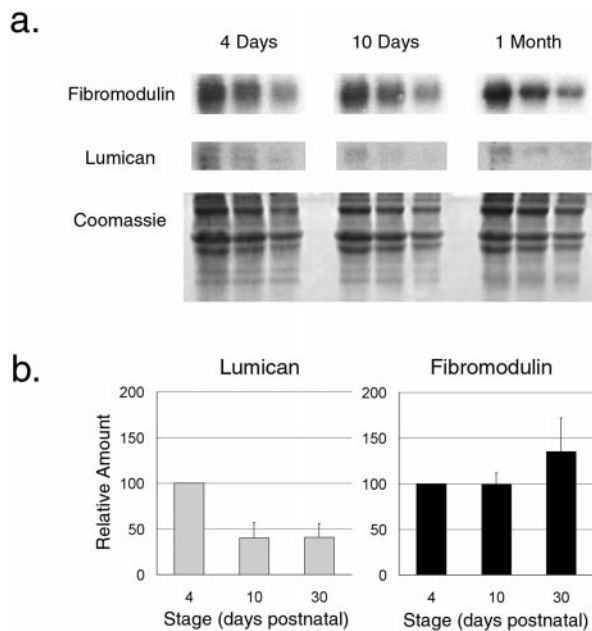 a.
4 Days 10 Days 1 Month
Fibromodulin
Lumican
Coomassie
b.
Lumican Fibromodulin
Relative Amount
200 200
150 150
100 100
50 50
0 0
4 10 30 4 10 30
Stage (days postnatal) Stage (days postnatal)